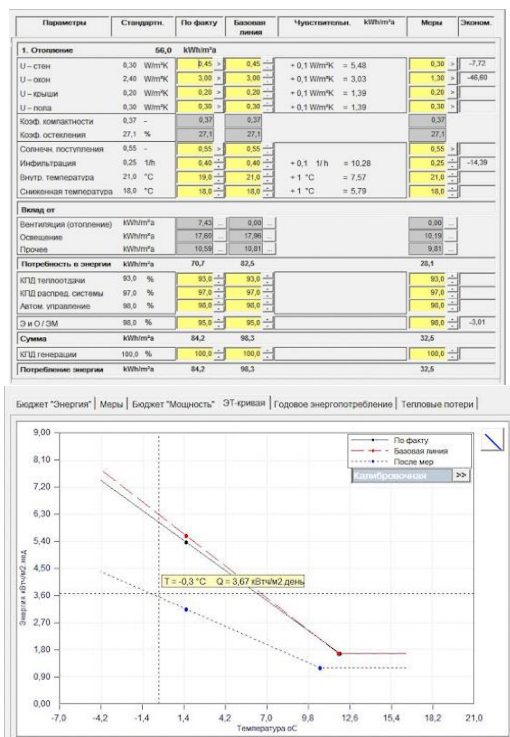 Параметры Стандартн. По факту Базовая линия Чувствительн. kWh/m²a Меры Эконом.
1. Отопление 56,0 kWh/m²a
U – стен 0,30 W/m²K 0,45 > 0,45 + 0,1 W/m²K = 5,48 0,30 > -7,72
U – окон 2,40 W/m²K 3,00 > 3,00 + 0,1 W/m²K = 3,03 1,30 > -46,60
U – крыши 0,20 W/m²K 0,20 > 0,20 + 0,1 W/m²K = 1,39 0,20 >
U – пола 0,30 W/m²K 0,30 > 0,30 + 0,1 W/m²K = 1,39 0,30 >
Коэф. компактности 0,37 - 0,37 0,37 0,37
Коэф. остекления 27,1 % 27,1 27,1 27,1
Солнечн. поступления 0,55 - 0,55 > 0,55 0,55 >
Инфильтрация 0,25 1/h 0,40 0,40 + 0,1 1/h = 10,28 0,25 -14,39
Внутр. температура 21,0 °C 19,0 21,0 + 1 °C = 7,57 21,0
Сниженная температура 18,0 °C 18,0 18,0 + 1 °C = 5,79 18,0
Вклад от
Вентиляция (отопление) kWh/m²a 7,43 ... 0,00 ... 0,00 ...
Освещение kWh/m²a 17,60 ... 17,96 ... 10,19 ...
Прочее kWh/m²a 10,59 ... 10,81 ... 9,81 ...
Потребность в энергии kWh/m²a 70,7 82,5 28,1
КПД теплоотдачи 93,0 % 93,0 93,0 93,0
КПД распред. системы 97,0 % 97,0 97,0 97,0
Автом. управление 98,0 % 98,0 98,0 98,0
Э и О / ЭМ 98,0 % 95,0 95,0 98,0 -3,01
Сумма kWh/m²a 84,2 98,3 32,5
КПД генерации 100,0 % 100,0 100,0 100,0
Потребление энергии kWh/m²a 84,2 98,3 32,5
Бюджет "Энергия" Меры Бюджет "Мощность" ЭТ-кривая Годовое энергопотребление Тепловые потери
По факту
Базовая линия
После мер
Калибровочная >>
T = -0,3 °C Q = 3,67 кВтч/м2 день
Энергия кВтч/м2 нед
9,00
8,10
7,20
6,30
5,40
4,50
3,60
2,70
1,80
0,90
0,00
-7,0 -4,2 -1,4 1,4 4,2 7,0 9,8 12,6 15,4 18,2 21,0
Температура оС